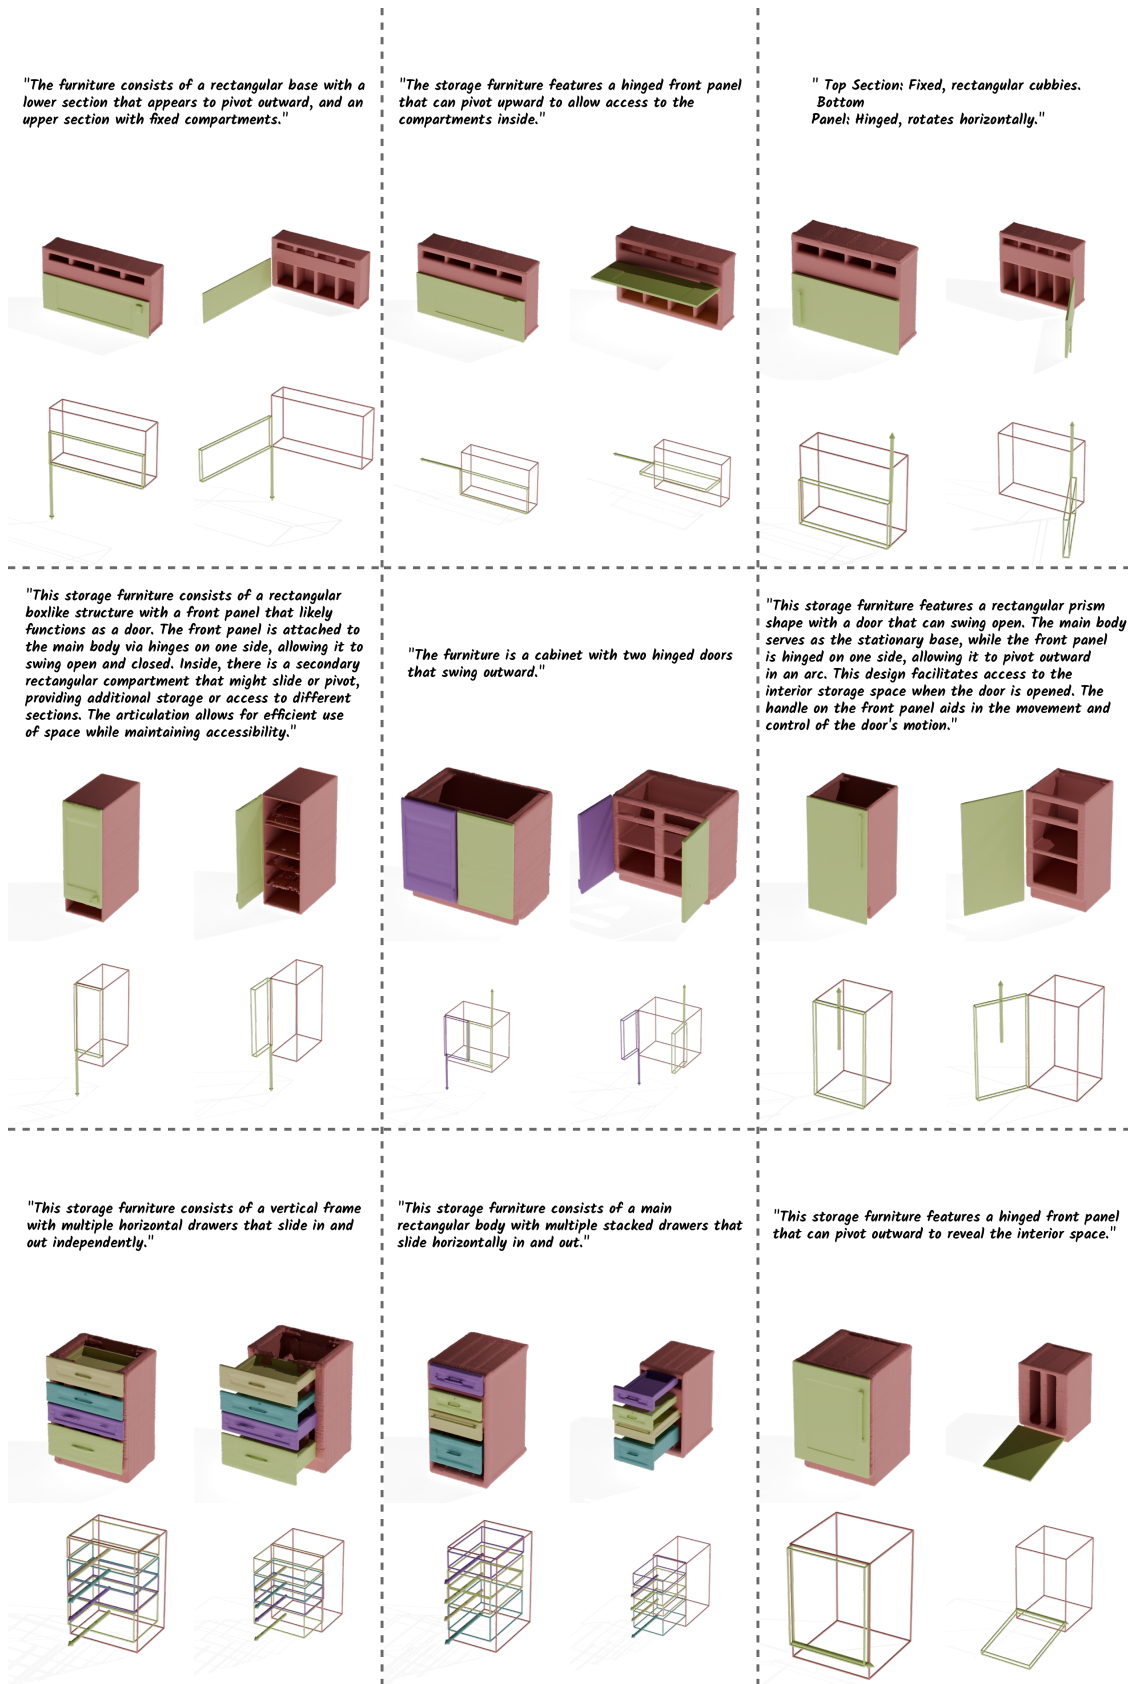 "The furniture consists of a rectangular base with a
lower section that appears to pivot outward, and an
upper section with fixed compartments."
"The storage furniture features a hinged front panel
that can pivot upward to allow access to the
compartments inside."
" Top Section: Fixed, rectangular cubbies.
Bottom
Panel: Hinged, rotates horizontally."
"This storage furniture consists of a rectangular
boxlike structure with a front panel that likely
functions as a door. The front panel is attached to
the main body via hinges on one side, allowing it to
swing open and closed. Inside, there is a secondary
rectangular compartment that might slide or pivot,
providing additional storage or access to different
sections. The articulation allows for efficient use
of space while maintaining accessibility."
"The furniture is a cabinet with two hinged doors
that swing outward."
"This storage furniture features a rectangular prism
shape with a door that can swing open. The main body
serves as the stationary base, while the front panel
is hinged on one side, allowing it to pivot outward
in an arc. This design facilitates access to the
interior storage space when the door is opened. The
handle on the front panel aids in the movement and
control of the door's motion."
"This storage furniture consists of a vertical frame
with multiple horizontal drawers that slide in and
out independently."
"This storage furniture consists of a main
rectangular body with multiple stacked drawers that
slide horizontally in and out."
"This storage furniture features a hinged front panel
that can pivot outward to reveal the interior space."